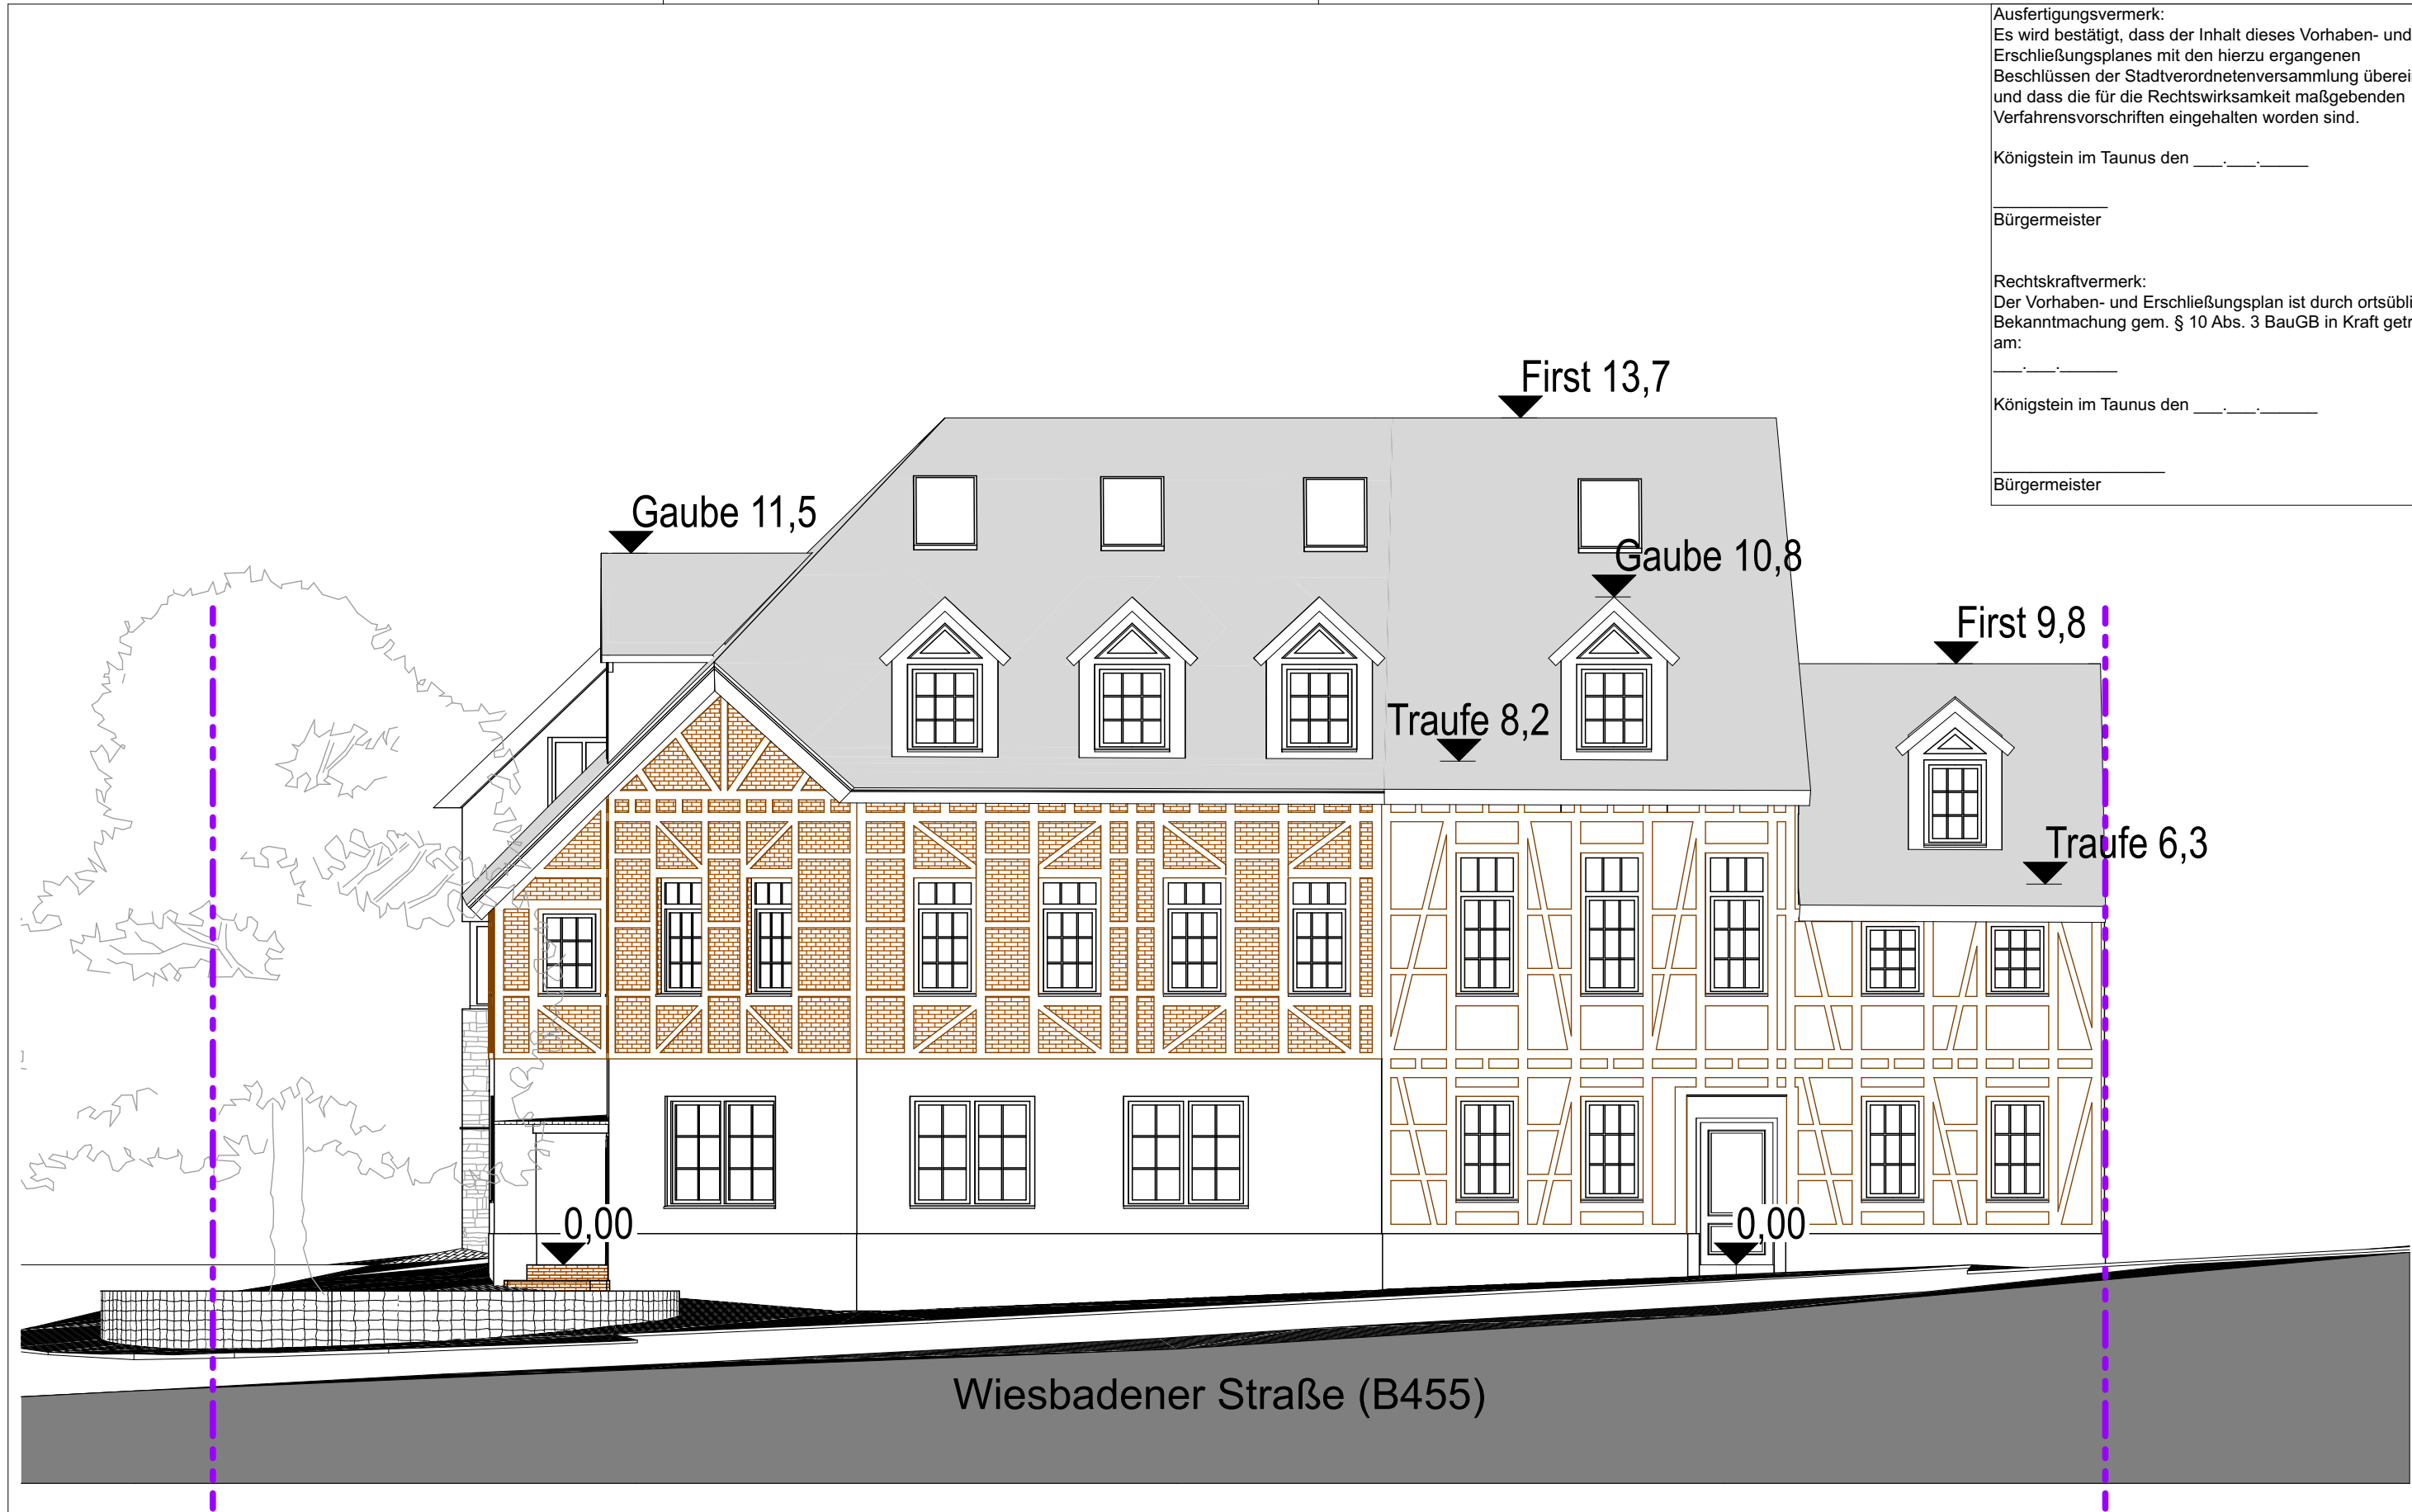 Ausfertigungsvermerk:
Es wird bestätigt, dass der Inhalt dieses Vorhaben- und
Erschließungsplanes mit den hierzu ergangenen
Beschlüssen der Stadtverordnetenversammlung
und dass die für die Rechtswirksamkeit maßgebenden
Verfahrensvorschriften eingehalten worden sind.
Königstein im Taunus den ___.___._____
Bürgermeister
Rechtskraftvermerk:
Der Vorhaben- und Erschließungsplan ist durch
Bekanntmachung gem. § 10 Abs. 3 BauGB in Kraft
am:
___.___.______
Königstein im Taunus den ___.___.______
Bürgermeister
First 13,7
Gaube 11,5
Gaube 10,8
First 9,8
Traufe 8,2
Traufe 6,3
0,00
0,00
Wiesbadener Straße (B455)